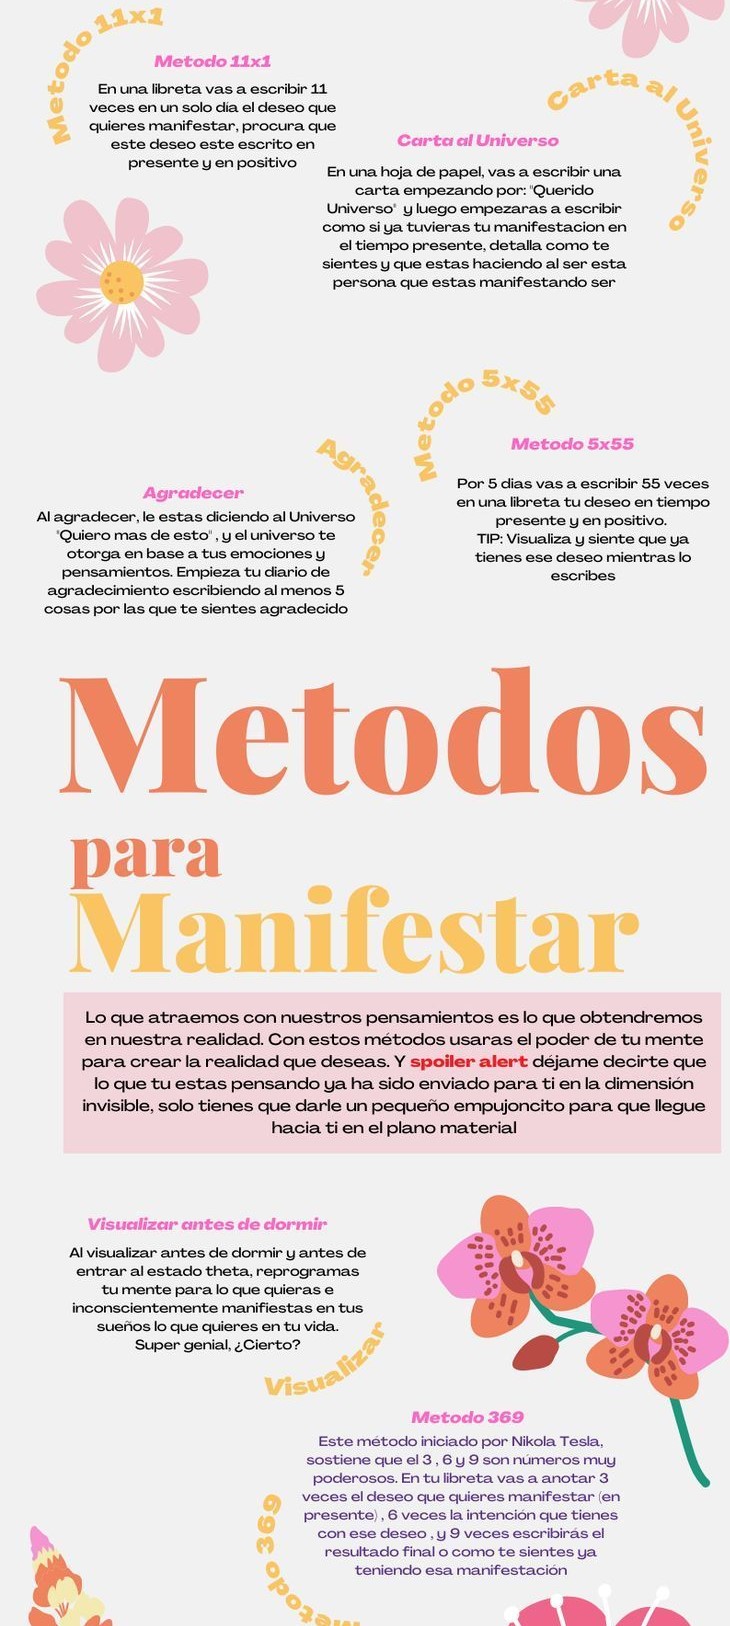 Metodo 11x1
Metodo 11x1
En una libreta vas a escribir 11
veces en un solo día el deseo que
quieres manifestar, procura que
este deseo este escrito en
presente y en positivo
Carta al Universo
Carta al Universo
En una hoja de papel, vas a escribir una
carta empezando por: "Querido
Universo" y luego empezaras a escribir
como si ya tuvieras tu manifestacion en
el tiempo presente, detalla como te
sientes y que estas haciendo al ser esta
persona que estas manifestando ser
Metodo 5x55
Metodo 5x55
Por 5 dias vas a escribir 55 veces
en una libreta tu deseo en tiempo
presente y en positivo.
TIP: Visualiza y siente que ya
tienes ese deseo mientras lo
escribes
Agradecer
Agradecer
Al agradecer, le estas diciendo al Universo
"Quiero mas de esto" , y el universo te
otorga en base a tus emociones y
pensamientos. Empieza tu diario de
agradecimiento escribiendo al menos 5
cosas por las que te sientes agradecido
Metodos
para
Manifestar
Lo que atraemos con nuestros pensamientos es lo que obtendremos
en nuestra realidad. Con estos métodos usaras el poder de tu mente
para crear la realidad que deseas. Y spoiler alert déjame decirte que
lo que tu estas pensando ya ha sido enviado para ti en la dimensión
invisible, solo tienes que darle un pequeño empujoncito para que llegue
hacia ti en el plano material
Visualizar antes de dormir
Al visualizar antes de dormir y antes de
entrar al estado theta, reprogramas
tu mente para lo que quieras e
inconscientemente manifiestas en tus
sueños lo que quieres en tu vida.
Super genial, ¿Cierto?
Visualizar
Metodo 369
Este método iniciado por Nikola Tesla,
sostiene que el 3 , 6 y 9 son números muy
poderosos. En tu libreta vas a anotar 3
veces el deseo que quieres manifestar (en
presente) , 6 veces la intención que tienes
con ese deseo , y 9 veces escribirás el
resultado final o como te sientes ya
teniendo esa manifestación
metodo 369